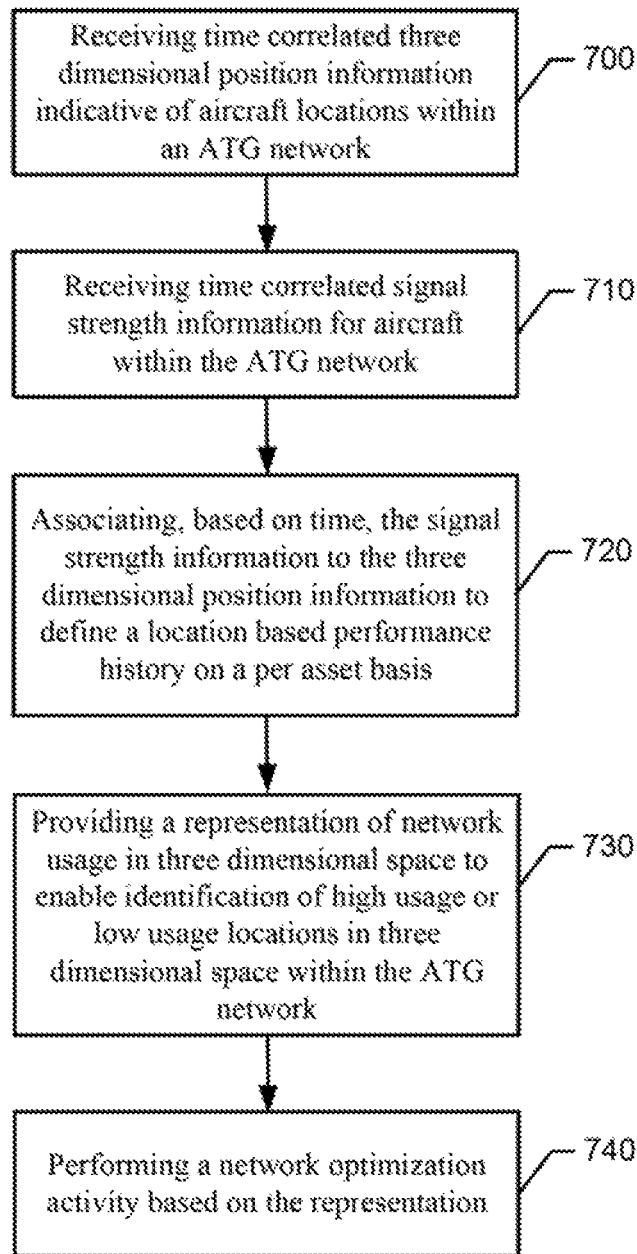 Receiving time correlated three
dimensional position information
indicative of aircraft locations within
an ATG network
700
Receiving time correlated signal
strength information for aircraft
within the ATG network
710
Associating, based on time, the signal
strength information to the three
dimensional position information to
define a location based performance
history on a per asset basis
720
Providing a representation of network
usage in three dimensional space to
enable identification of high usage or
low usage locations in three
dimensional space within the ATG
network
730
Performing a network optimization
activity based on the representation
740